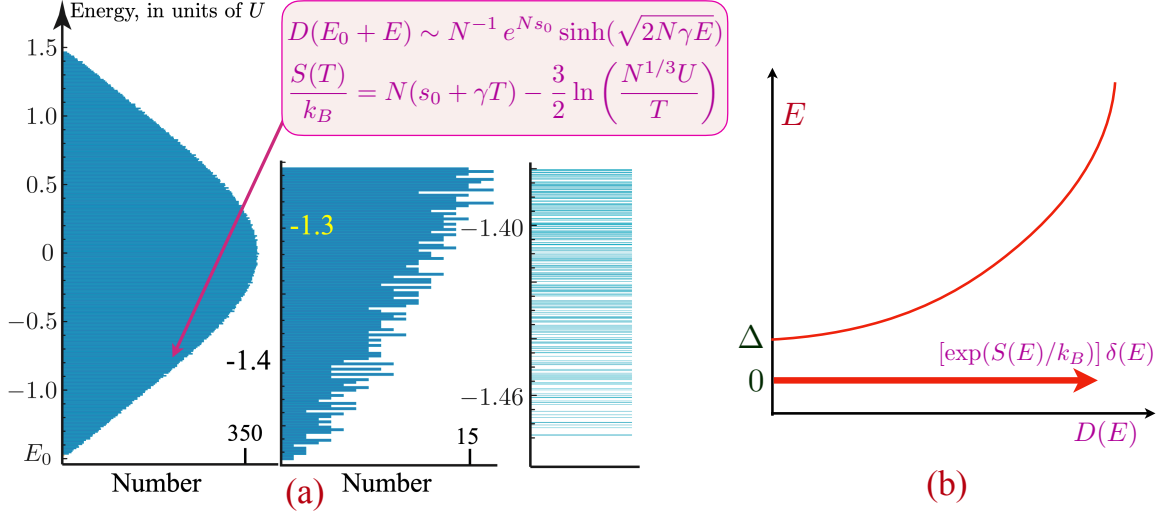 Energy, in units of U
D(E₀ + E) ∼ N⁻¹ e^{Ns₀} sinh(√(2NγE))
S(T)/k_B = N(s₀ + γT) − 3/2 ln(N^{1/3}U/T)
1.5
1.0
0.5
0
−0.5
−1.0
E₀
350
Number
-1.3
-1.4
15
Number
−1.40
−1.46
(a)
E
Δ
0
[exp(S(E)/k_B)] δ(E)
D(E)
(b)